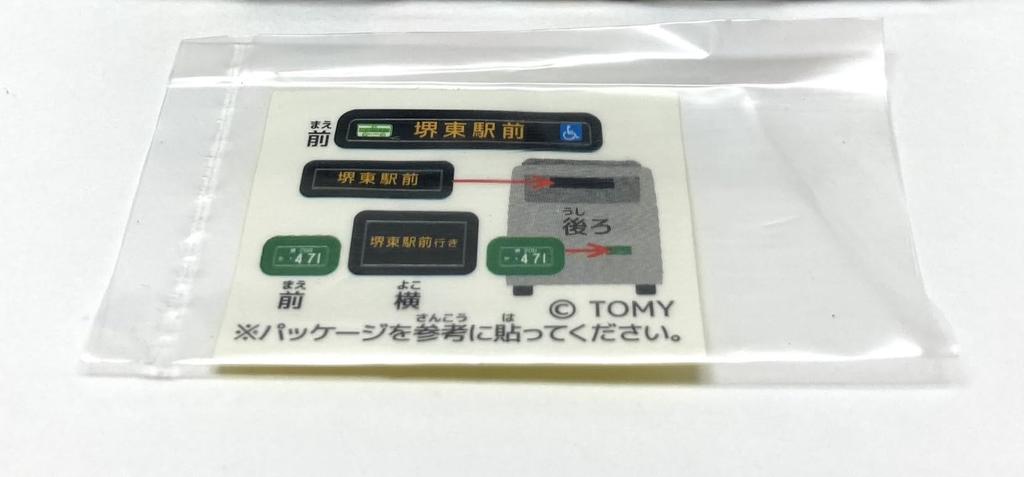 まえ
前
堺東駅前
堺東駅前
うし
後ろ
堺東駅前行き
・471
・471
まえ
前
よこ
横
© TOMY
さんこう は
※パッケージを参考に貼ってください。